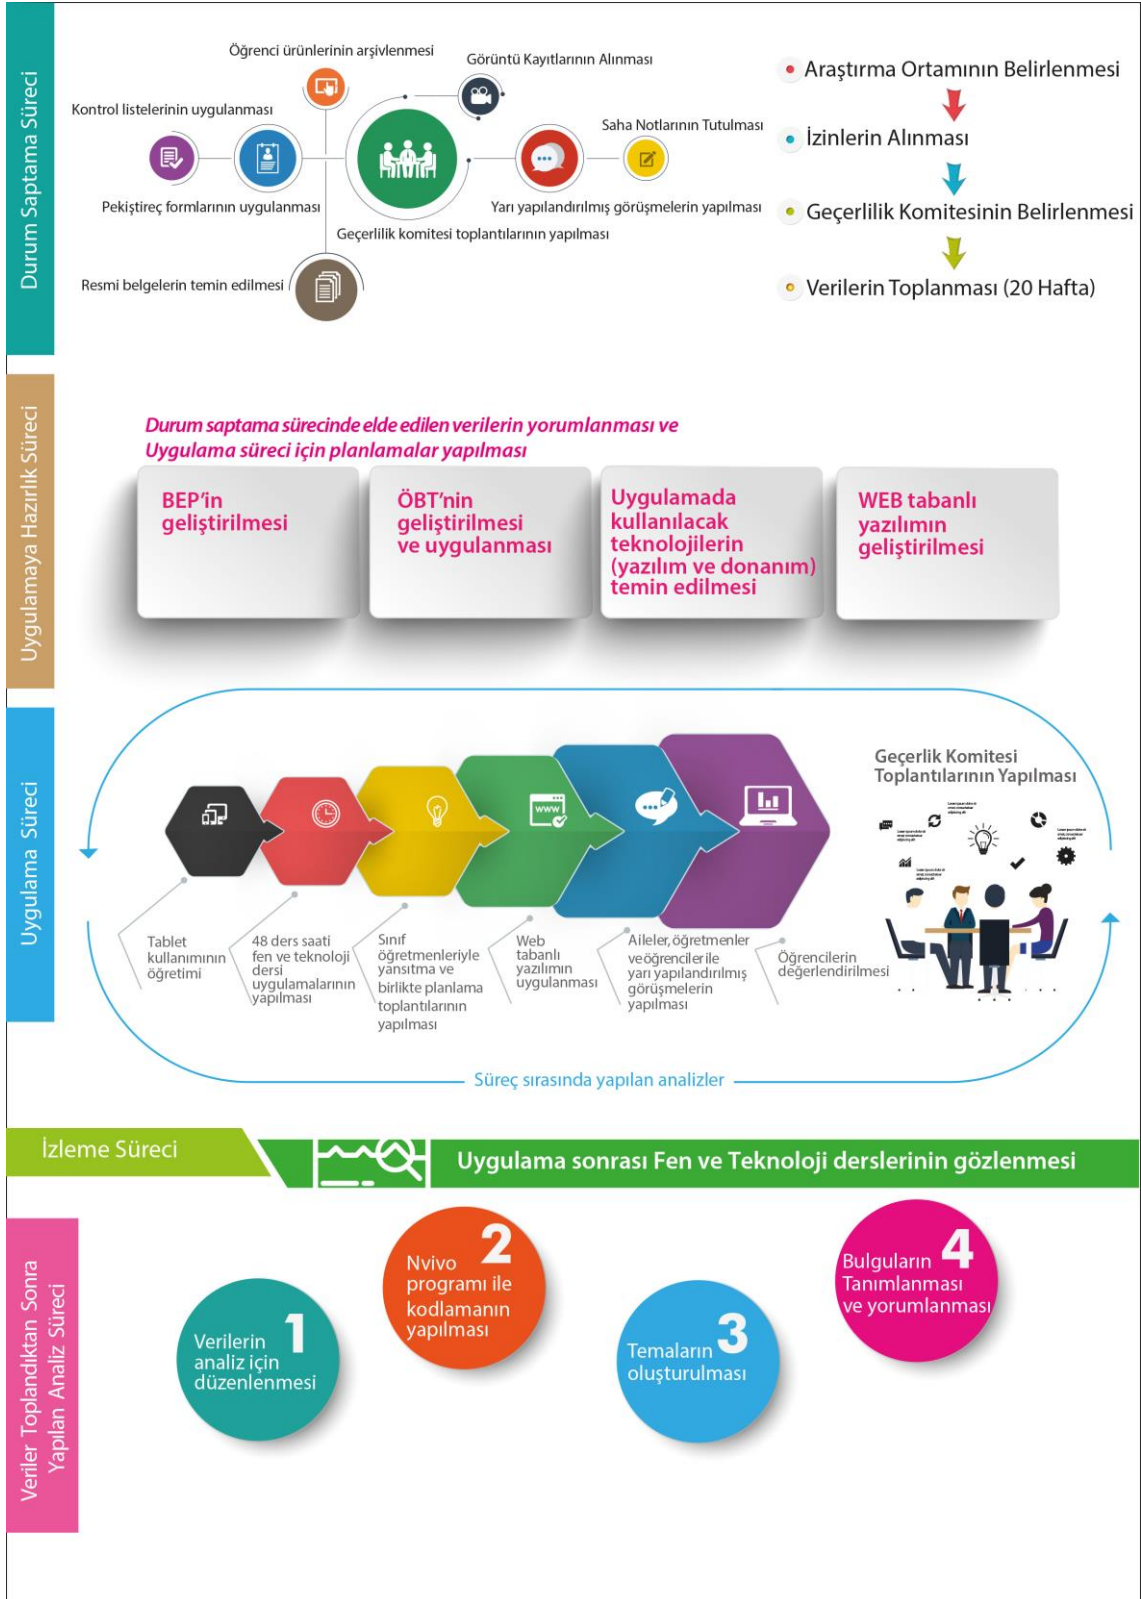 Durum Saptama Süreci
Öğrenci ürünlerinin arşivlenmesi
Görüntü Kayıtlarının Alınması
Kontrol listelerinin uygulanması
Saha Notlarının Tutulması
Pekiştireç formlarının uygulanması
Yarı yapılandırılmış görüşmelerin yapılması
Geçerlilik komitesi toplantılarının yapılması
Resmi belgelerin temin edilmesi
Araştırma Ortamının Belirlenmesi
İzinlerin Alınması
Geçerlilik Komitesinin Belirlenmesi
Verilerin Toplanması (20 Hafta)
Uygulamaya Hazırlık Süreci
Durum saptama sürecinde elde edilen verilerin yorumlanması ve
Uygulama süreci için planlamalar yapılması
BEP'in
geliştirilmesi
ÖBT'nin
geliştirilmesi
ve uygulanması
Uygulamada
kullanılacak
teknolojilerin
(yazılım ve donanım)
temin edilmesi
WEB tabanlı
yazılımın
geliştirilmesi
Uygulama Süreci
www
Geçerlik Komitesi
Toplantılarının Yapılması
Tablet
kullanımının
öğretimi
48 ders saati
fen ve teknoloji
dersi
uygulamalarının
yapılması
Sınıf
öğretmenleriyle
yansıtma ve
birlikte planlama
toplantılarının
yapılması
Web
tabanlı
yazılımın
uygulanması
Aileler, öğretmenler
ve öğrenciler ile
yarı yapılandırılmış
görüşmelerin
yapılması
Öğrencilerin
değerlendirilmesi
Süreç sırasında yapılan analizler
İzleme Süreci
Uygulama sonrası Fen ve Teknoloji derslerinin gözlenmesi
Veriler Toplandıktan Sonra
Yapılan Analiz Süreci
1
Verilerin
analiz için
düzenlenmesi
2
Nvivo
programı ile
kodlamanın
yapılması
3
Temaların
oluşturulması
4
Bulguların
Tanımlanması
ve yorumlanması